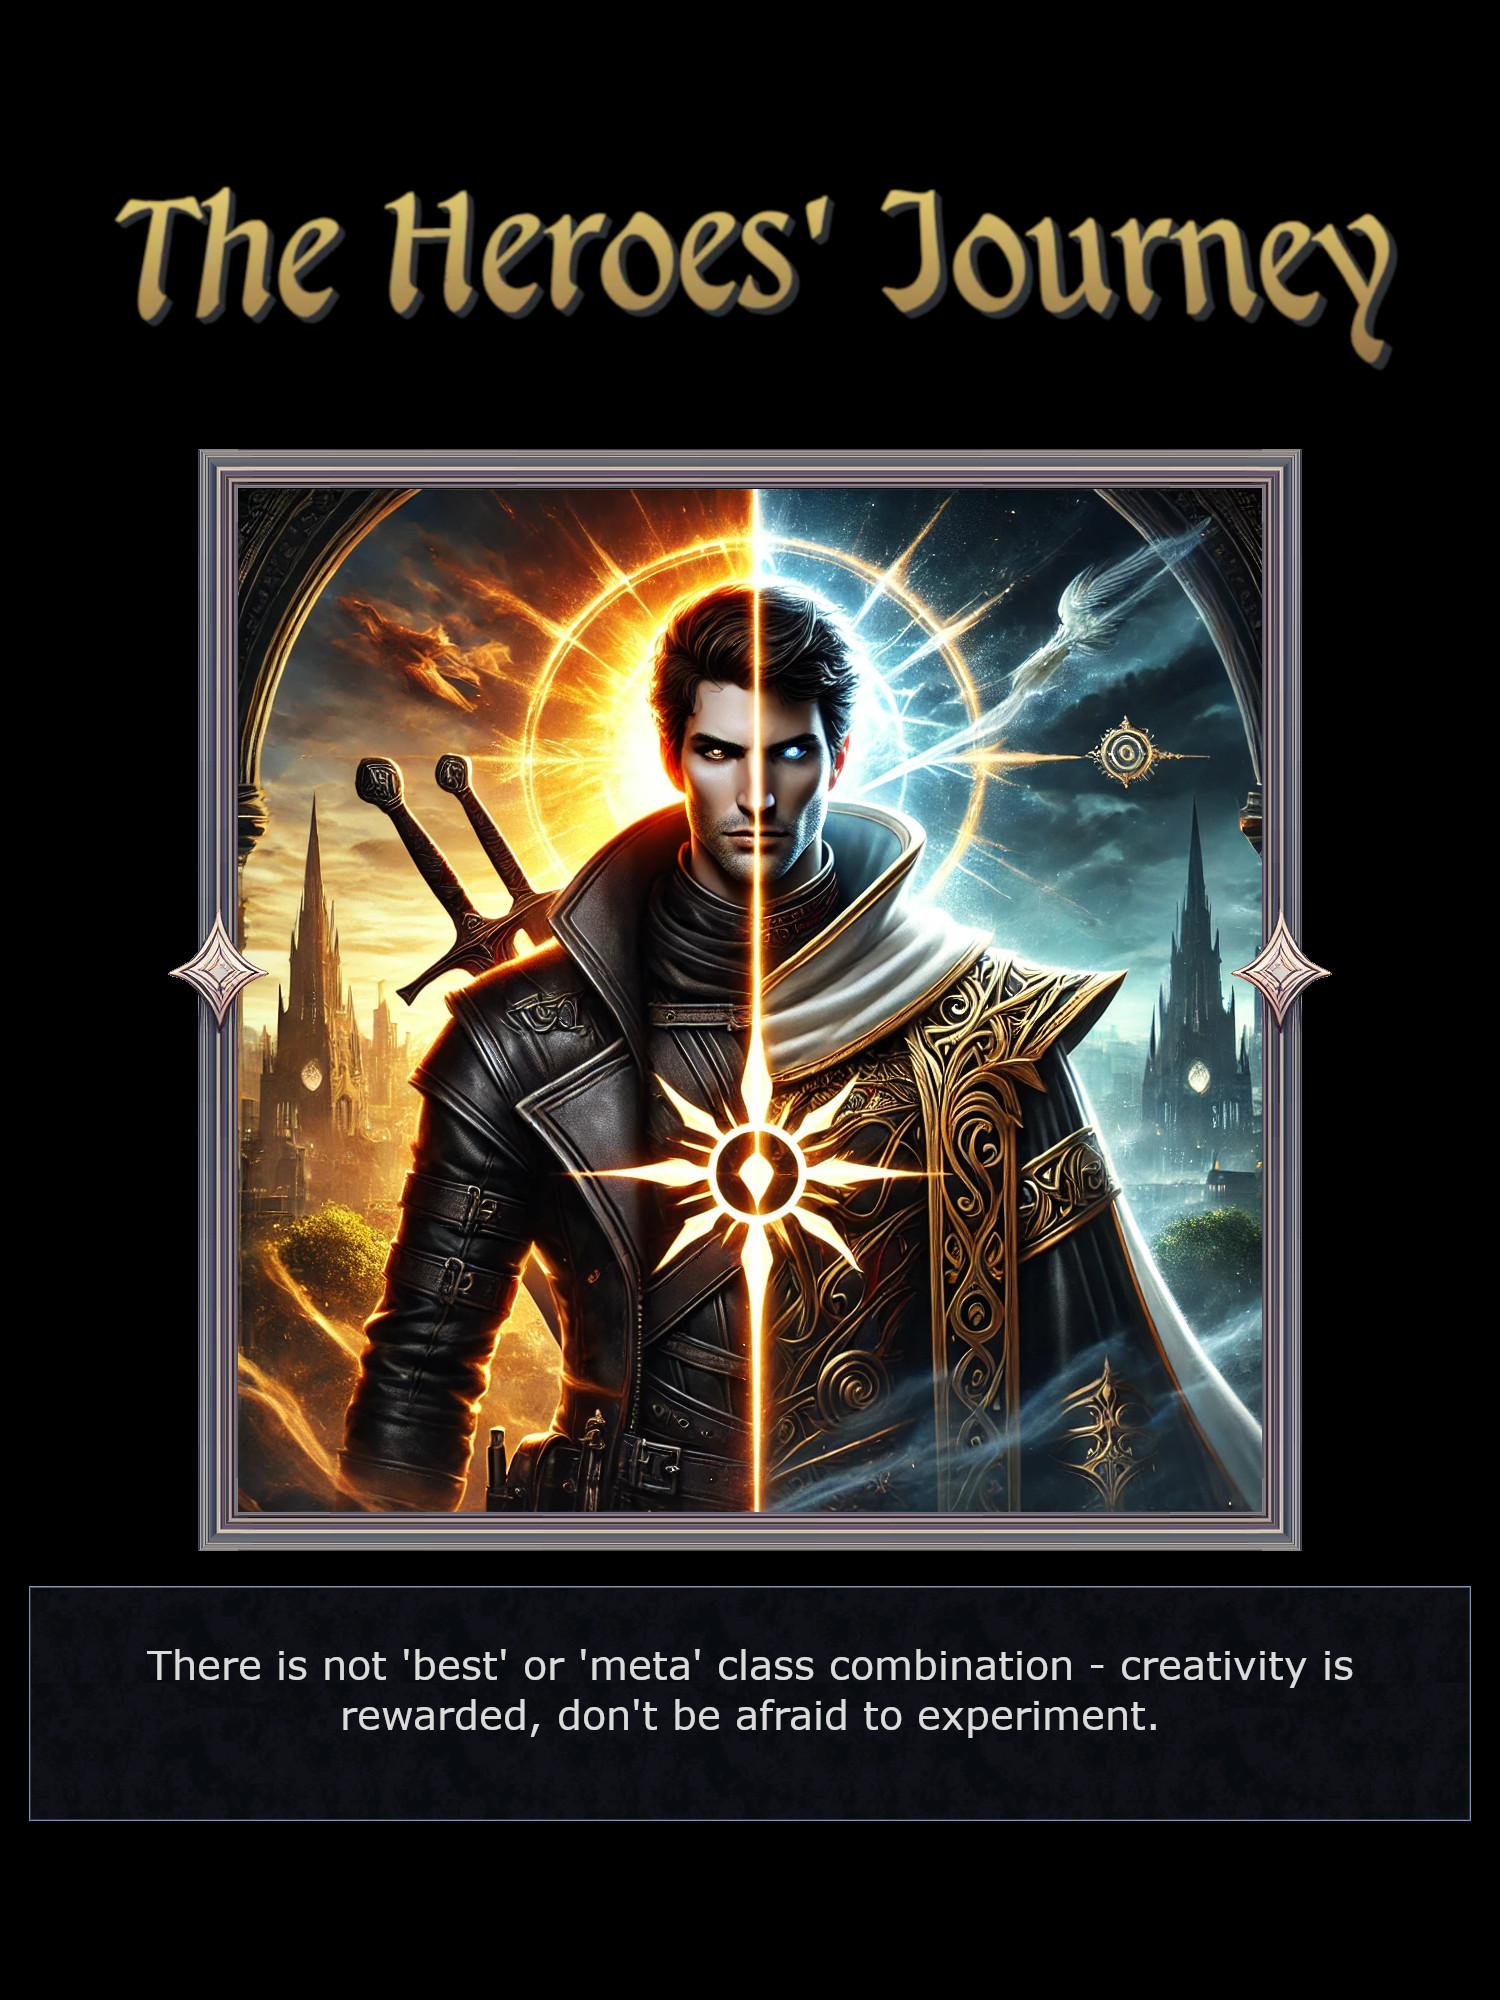 The Heroes' Journey
There is not 'best' or 'meta' class combination - creativity is
rewarded, don't be afraid to experiment.